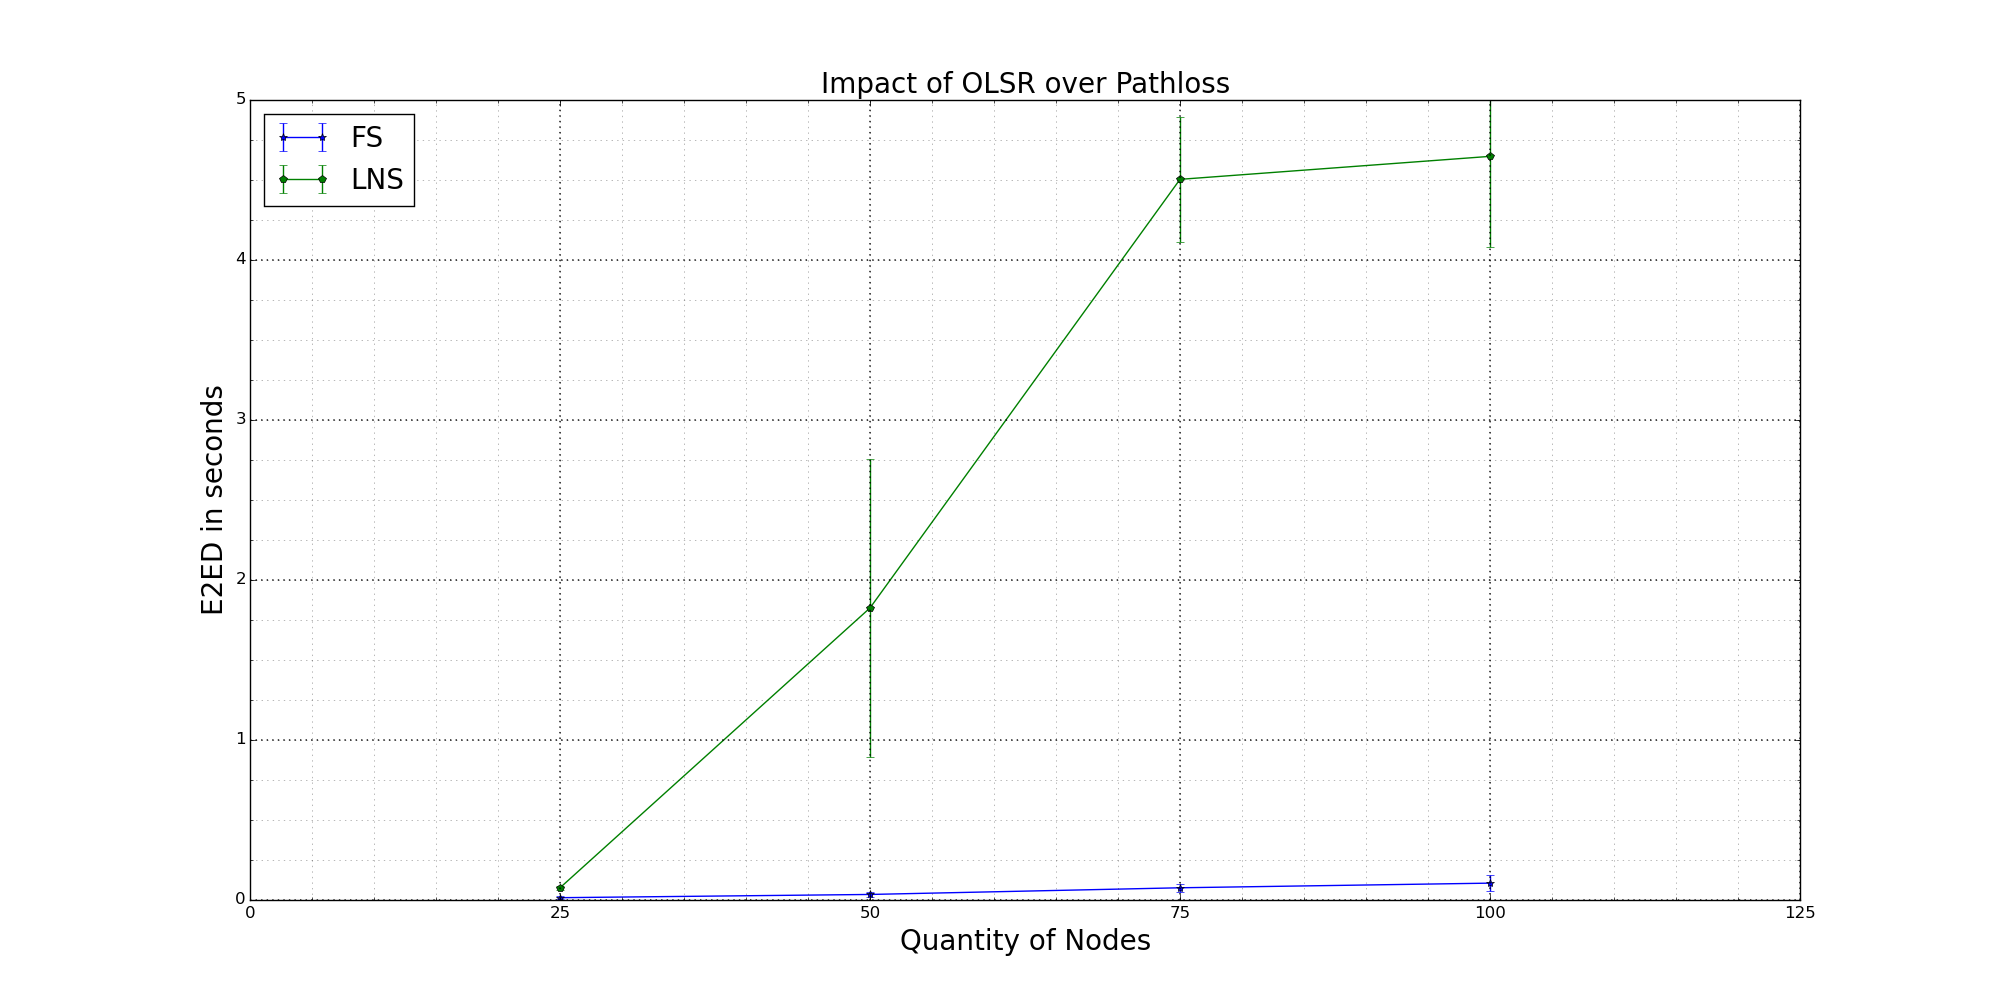 Impact of OLSR over Pathloss
5
FS
LNS
4
3
2
1
0
E2ED in seconds
0 25 50 75 100 125
Quantity of Nodes